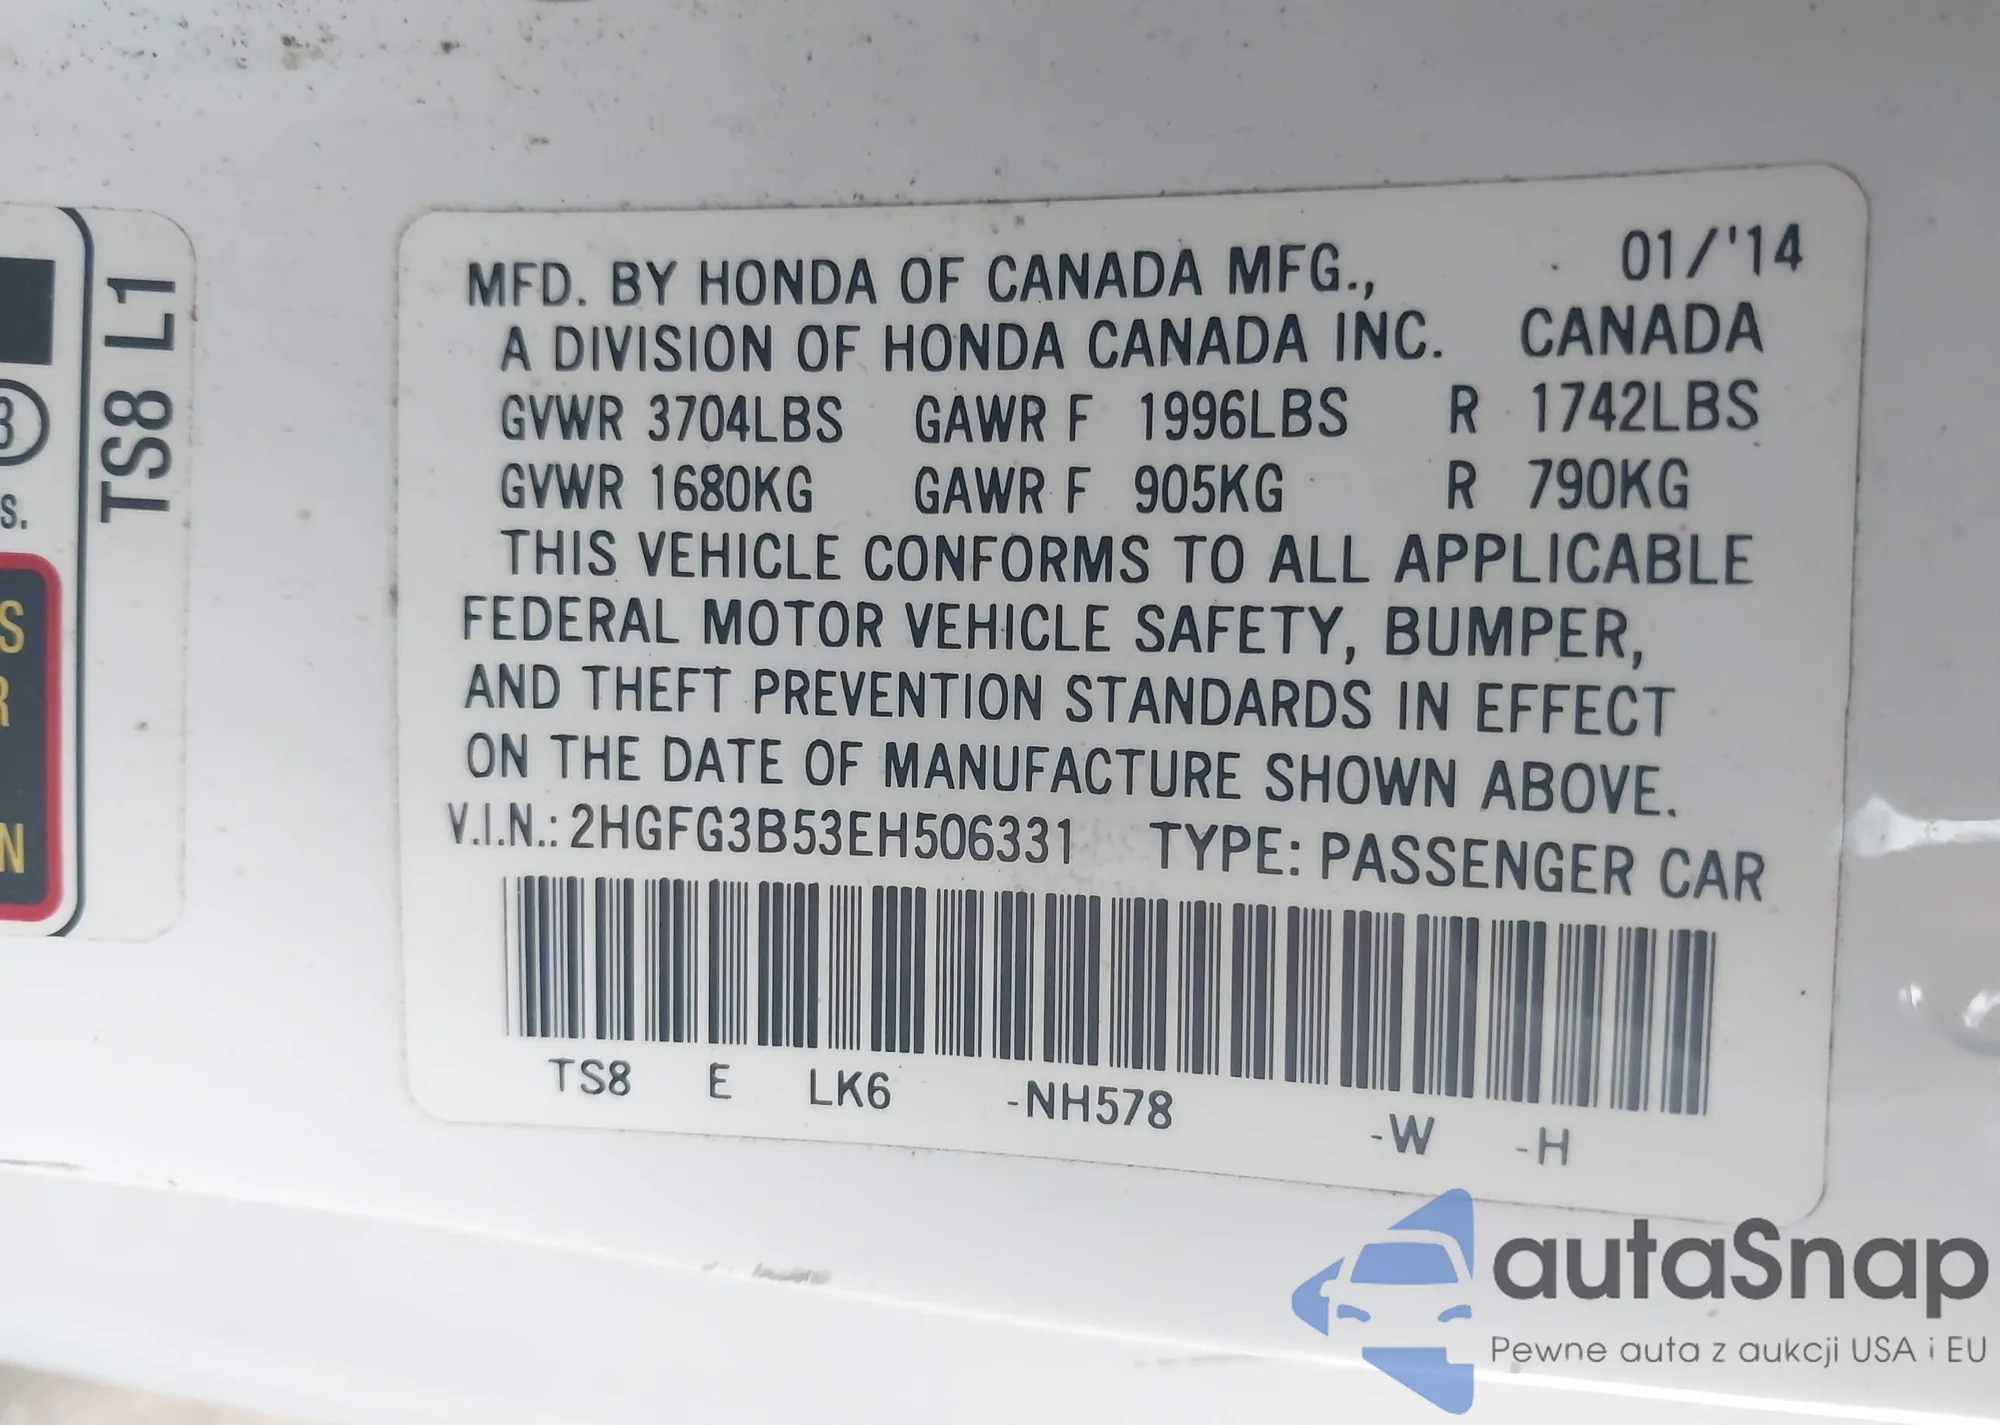 MFD. BY HONDA OF CANADA MFG., 01/'14
A DIVISION OF HONDA CANADA INC. CANADA
GVWR 3704LBS GAWR F 1996LBS R 1742LBS
GVWR 1680KG GAWR F 905KG R 790KG
THIS VEHICLE CONFORMS TO ALL APPLICABLE
FEDERAL MOTOR VEHICLE SAFETY, BUMPER,
AND THEFT PREVENTION STANDARDS IN EFFECT
ON THE DATE OF MANUFACTURE SHOWN ABOVE.
V.I.N.: 2HGFG3B53EH506331 TYPE: PASSENGER CAR
TS8 E LK6 -NH578 -W -H
TS8 L1
S.
S
R
N
autaSnap
Pewne auta z aukcji USA i EU